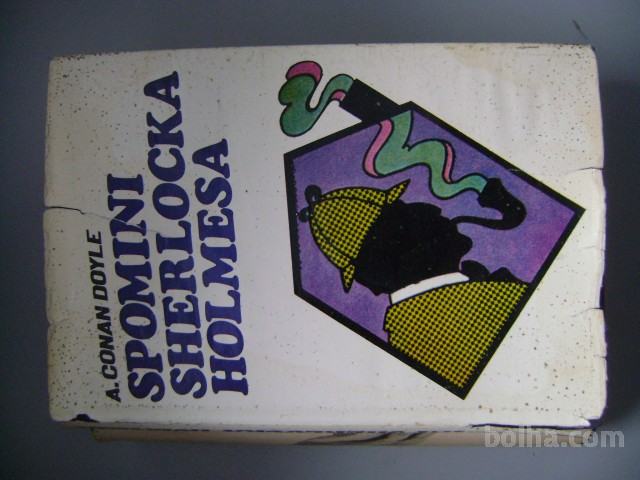 A. CONAN DOYLE
SPOMINI
SHERLOCKA
HOLMESA
bolha.com